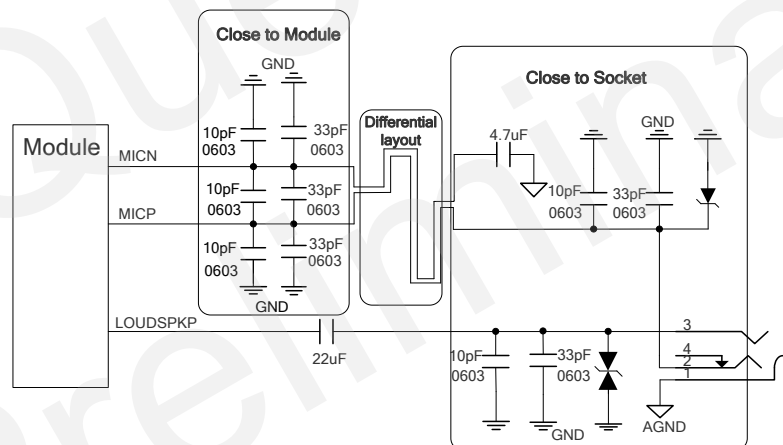 Close to Module
GND
10pF
0603
33pF
0603
Module
MICN
10pF
0603
33pF
0603
MICP
10pF
0603
33pF
0603
GND
LOUDSPKP
22uF
Differential
layout
Close to Socket
4.7uF
GND
10pF
0603
33pF
0603
10pF
0603
33pF
0603
GND
3
4
2
1
AGND
Que
Prelimina